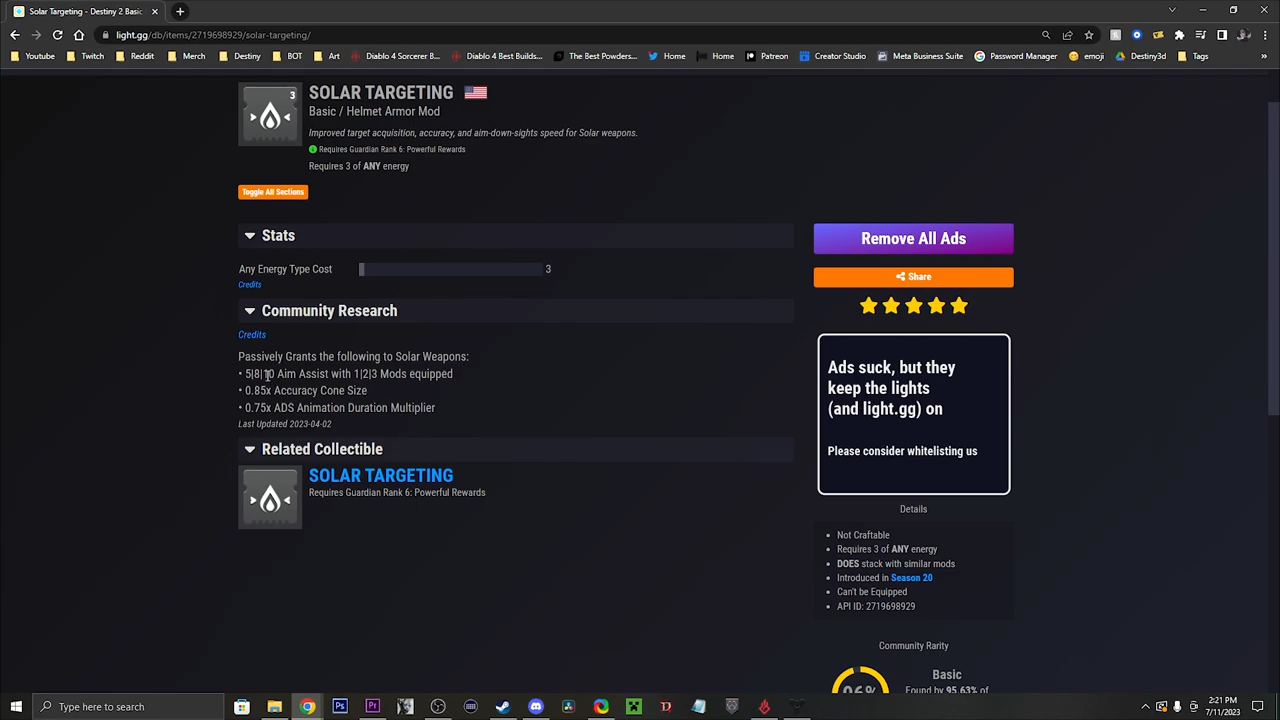 Solar Targeting - Destiny 2 Basic
light.gg/db/items/2719698929/solar-targeting/
Youtube Twitch Reddit Merch Destiny BOT Art Diablo 4 Sorcerer B... Diablo 4 Best Builds... The Best Powders... Home Home Patreon Creator Studio Meta Business Suite Password Manager emoji Destiny3d Tags
3
SOLAR TARGETING
Basic / Helmet Armor Mod
Improved target acquisition, accuracy, and aim-down-sights speed for Solar weapons.
Requires Guardian Rank 6: Powerful Rewards
Requires 3 of ANY energy
Toggle All Sections
Stats
Any Energy Type Cost 3
Credits
Community Research
Credits
Passively Grants the following to Solar Weapons:
• 5|8|10 Aim Assist with 1|2|3 Mods equipped
• 0.85x Accuracy Cone Size
• 0.75x ADS Animation Duration Multiplier
Last Updated 2023-04-02
Related Collectible
SOLAR TARGETING
Requires Guardian Rank 6: Powerful Rewards
Remove All Ads
Share
Ads suck, but they
keep the lights
(and light.gg) on
Please consider whitelisting us
Details
• Not Craftable
• Requires 3 of ANY energy
• DOES stack with similar mods
• Introduced in Season 20
• Can't be Equipped
• API ID: 2719698929
Community Rarity
96%
Basic
Found by 95.63% of
Type here to search
2:21 PM
7/11/2023